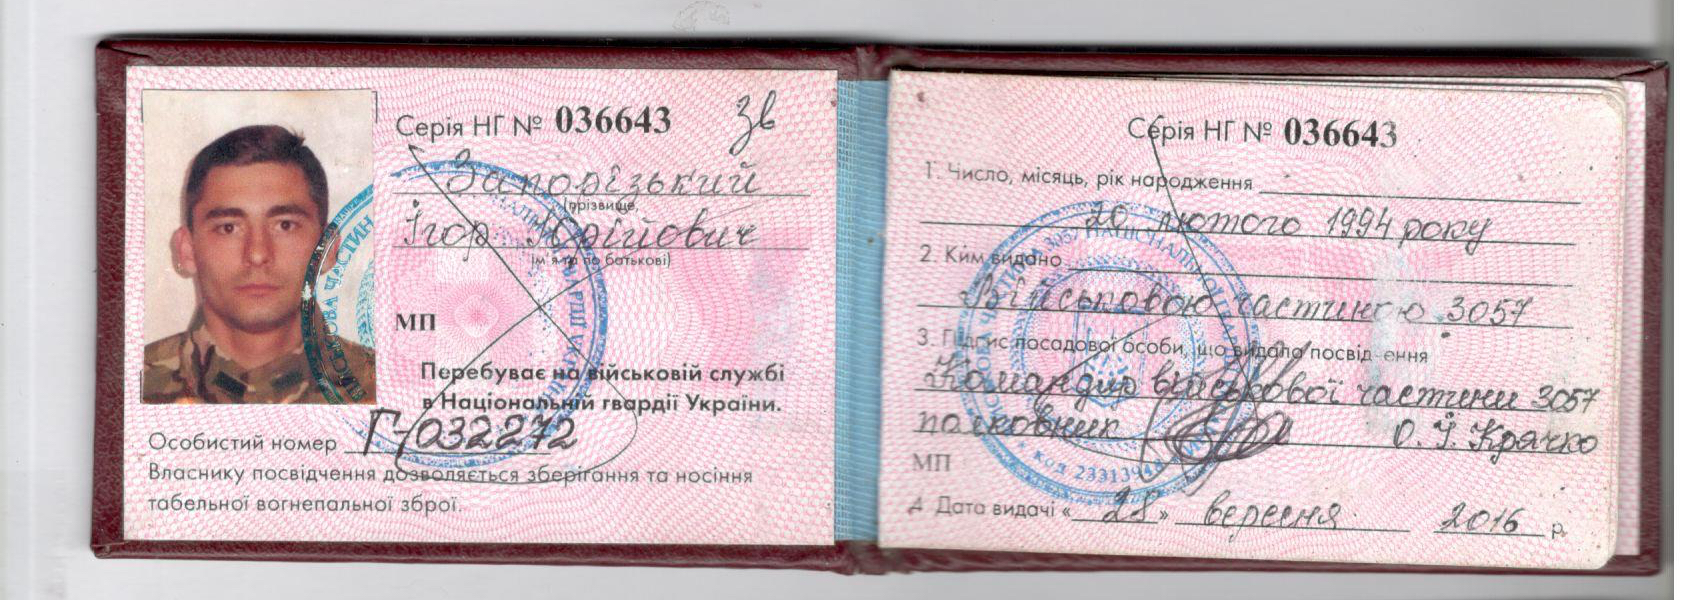 Серія НГ № 036643 зв
Запорізький
(прізвище,
Ігор Юрійович
ім'я та по батькові)
МП
Перебуває на військовій службі
в Національній гвардії України.
Особистий номер Г-032272
Власнику посвідчення дозволяється зберігання та носіння
табельної вогнепальної зброї.
Серія НГ № 036643
1. Число, місяць, рік народження
20 лютого 1994 року
2. Ким видано
Військовою частиною 3057
3. Підпис посадової особи, що видала посвідчення
Командир військової частини 3057
полковник О. І. Крячко
МП
4. Дата видачі « 28 » вересня 2016 р.